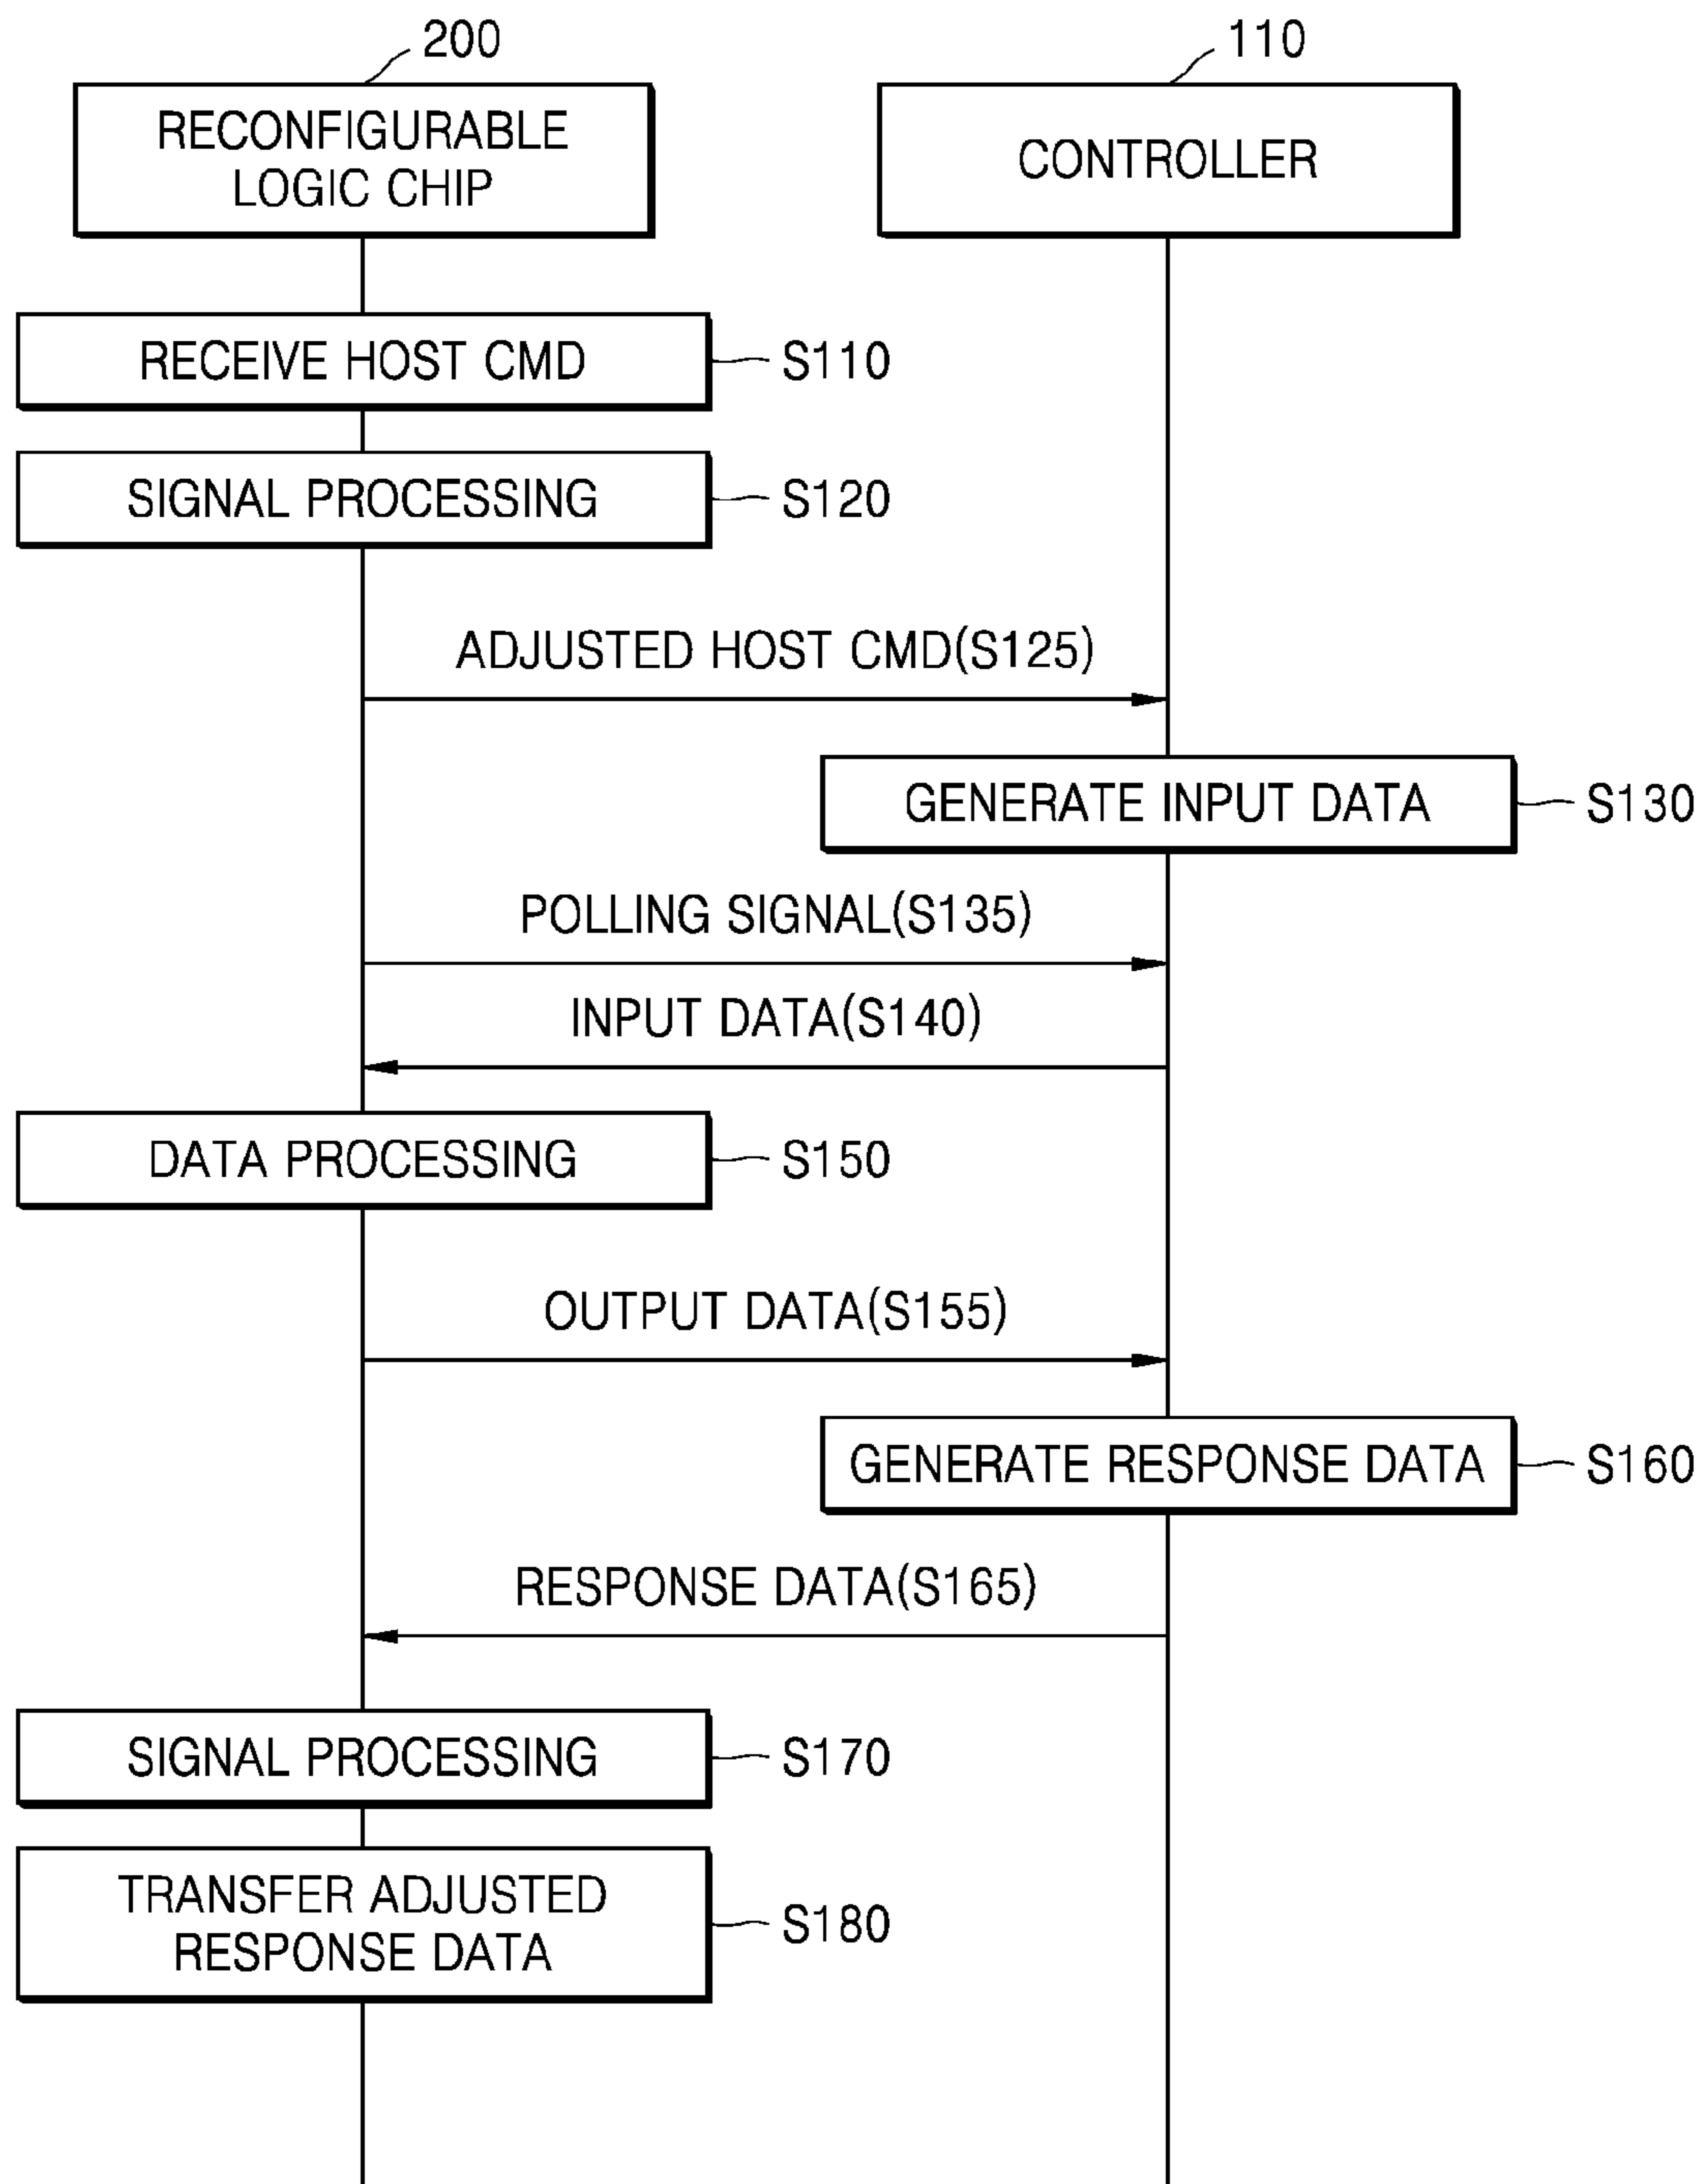 200
110
RECONFIGURABLE
LOGIC CHIP
CONTROLLER
RECEIVE HOST CMD
S110
SIGNAL PROCESSING
S120
ADJUSTED HOST CMD(S125)
GENERATE INPUT DATA
S130
POLLING SIGNAL(S135)
INPUT DATA(S140)
DATA PROCESSING
S150
OUTPUT DATA(S155)
GENERATE RESPONSE DATA
S160
RESPONSE DATA(S165)
SIGNAL PROCESSING
S170
TRANSFER ADJUSTED
RESPONSE DATA
S180